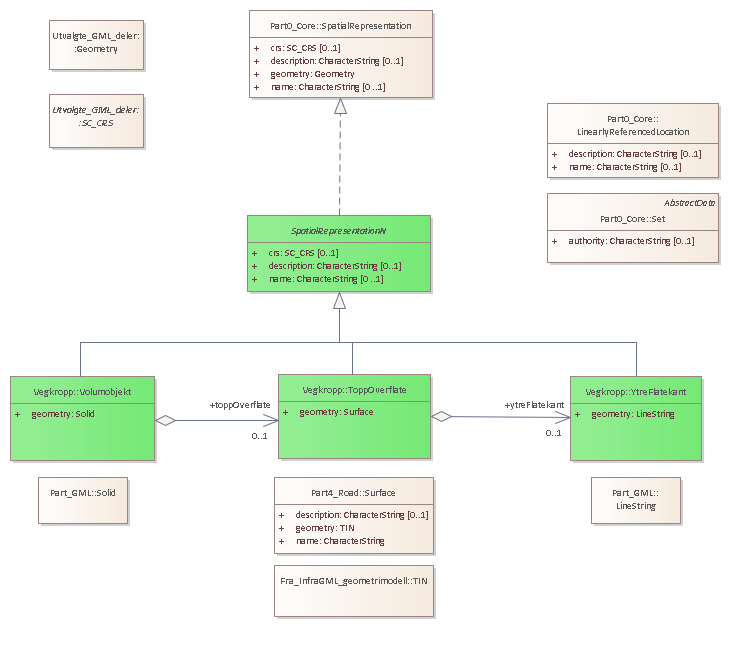 Utvalgte_GML_deler:
:Geometry
Utvalgte_GML_deler:
:SC_CRS
Part0_Core::SpatialRepresentation
+ crs: SC_CRS [0..1]
+ description: CharacterString [0..1]
+ geometry: Geometry
+ name: CharacterString [0..1]
Part0_Core::
LinearlyReferencedLocation
+ description: CharacterString [0..1]
+ name: CharacterString [0..1]
AbstractData
Part0_Core::Set
+ authority: CharacterString [0..1]
SpatialRepresentationN
+ crs: SC_CRS [0..1]
+ description: CharacterString [0..1]
+ name: CharacterString [0..1]
Vegkropp::Volumobjekt
+ geometry: Solid
+toppOverflate
0..1
Vegkropp::ToppOverflate
+ geometry: Surface
+ytreFlatekant
0..1
Vegkropp::YtreFlatekant
+ geometry: LineString
Part_GML::Solid
Part4_Road::Surface
+ description: CharacterString [0..1]
+ geometry: TIN
+ name: CharacterString
Part_GML::
LineString
Fra_InfraGML_geometrimodell::TIN